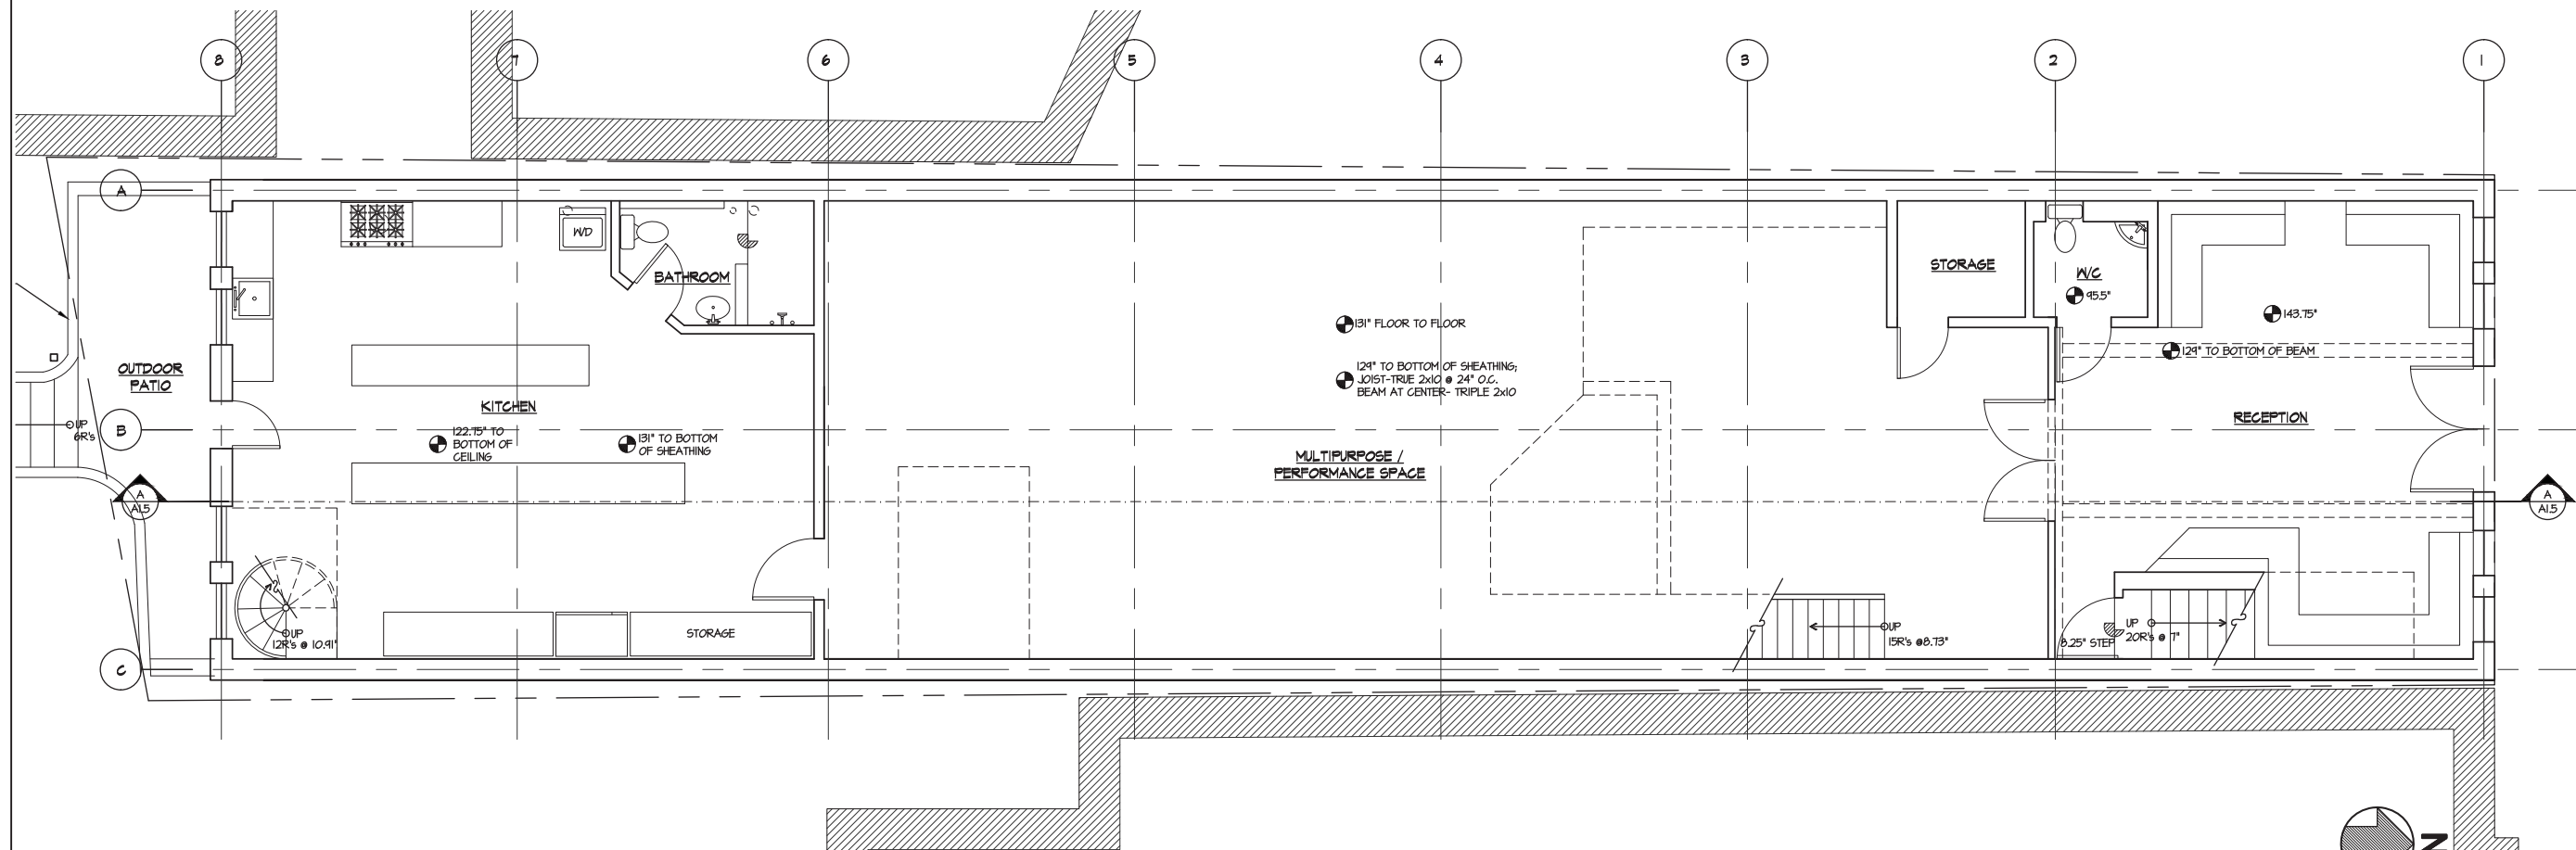 8
7
6
5
4
3
2
1
A
B
C
W/D
BATHROOM
STORAGE
W/C
95.5"
143.75"
131" FLOOR TO FLOOR
129" TO BOTTOM OF BEAM
129" TO BOTTOM OF SHEATHING;
JOIST-TRUE 2x10 @ 24" O.C.
BEAM AT CENTER- TRIPLE 2x10
OUTDOOR
PATIO
KITCHEN
RECEPTION
UP
6R's
122.75" TO
BOTTOM OF
CEILING
131" TO BOTTOM
OF SHEATHING
MULTIPURPOSE /
PERFORMANCE SPACE
A
A1.5
A
A1.5
UP
12R's @ 10.91"
STORAGE
UP
15R's @8.73"
8.25" STEP
UP
20R's @ 7"
N